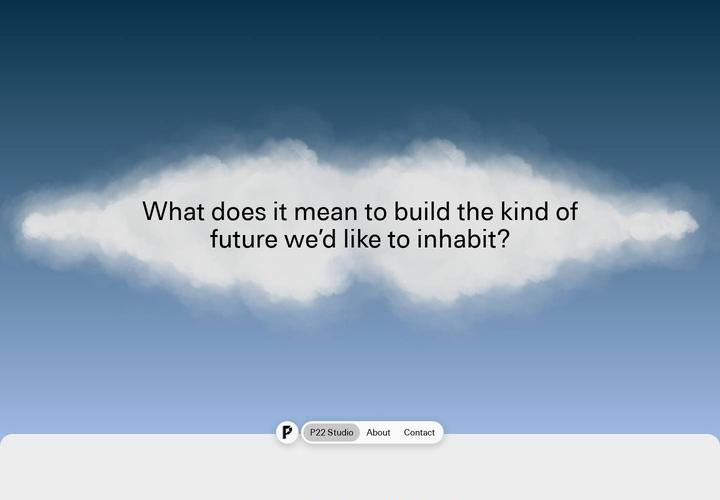 What does it mean to build the kind of
future we’d like to inhabit?
P
P22 Studio About Contact